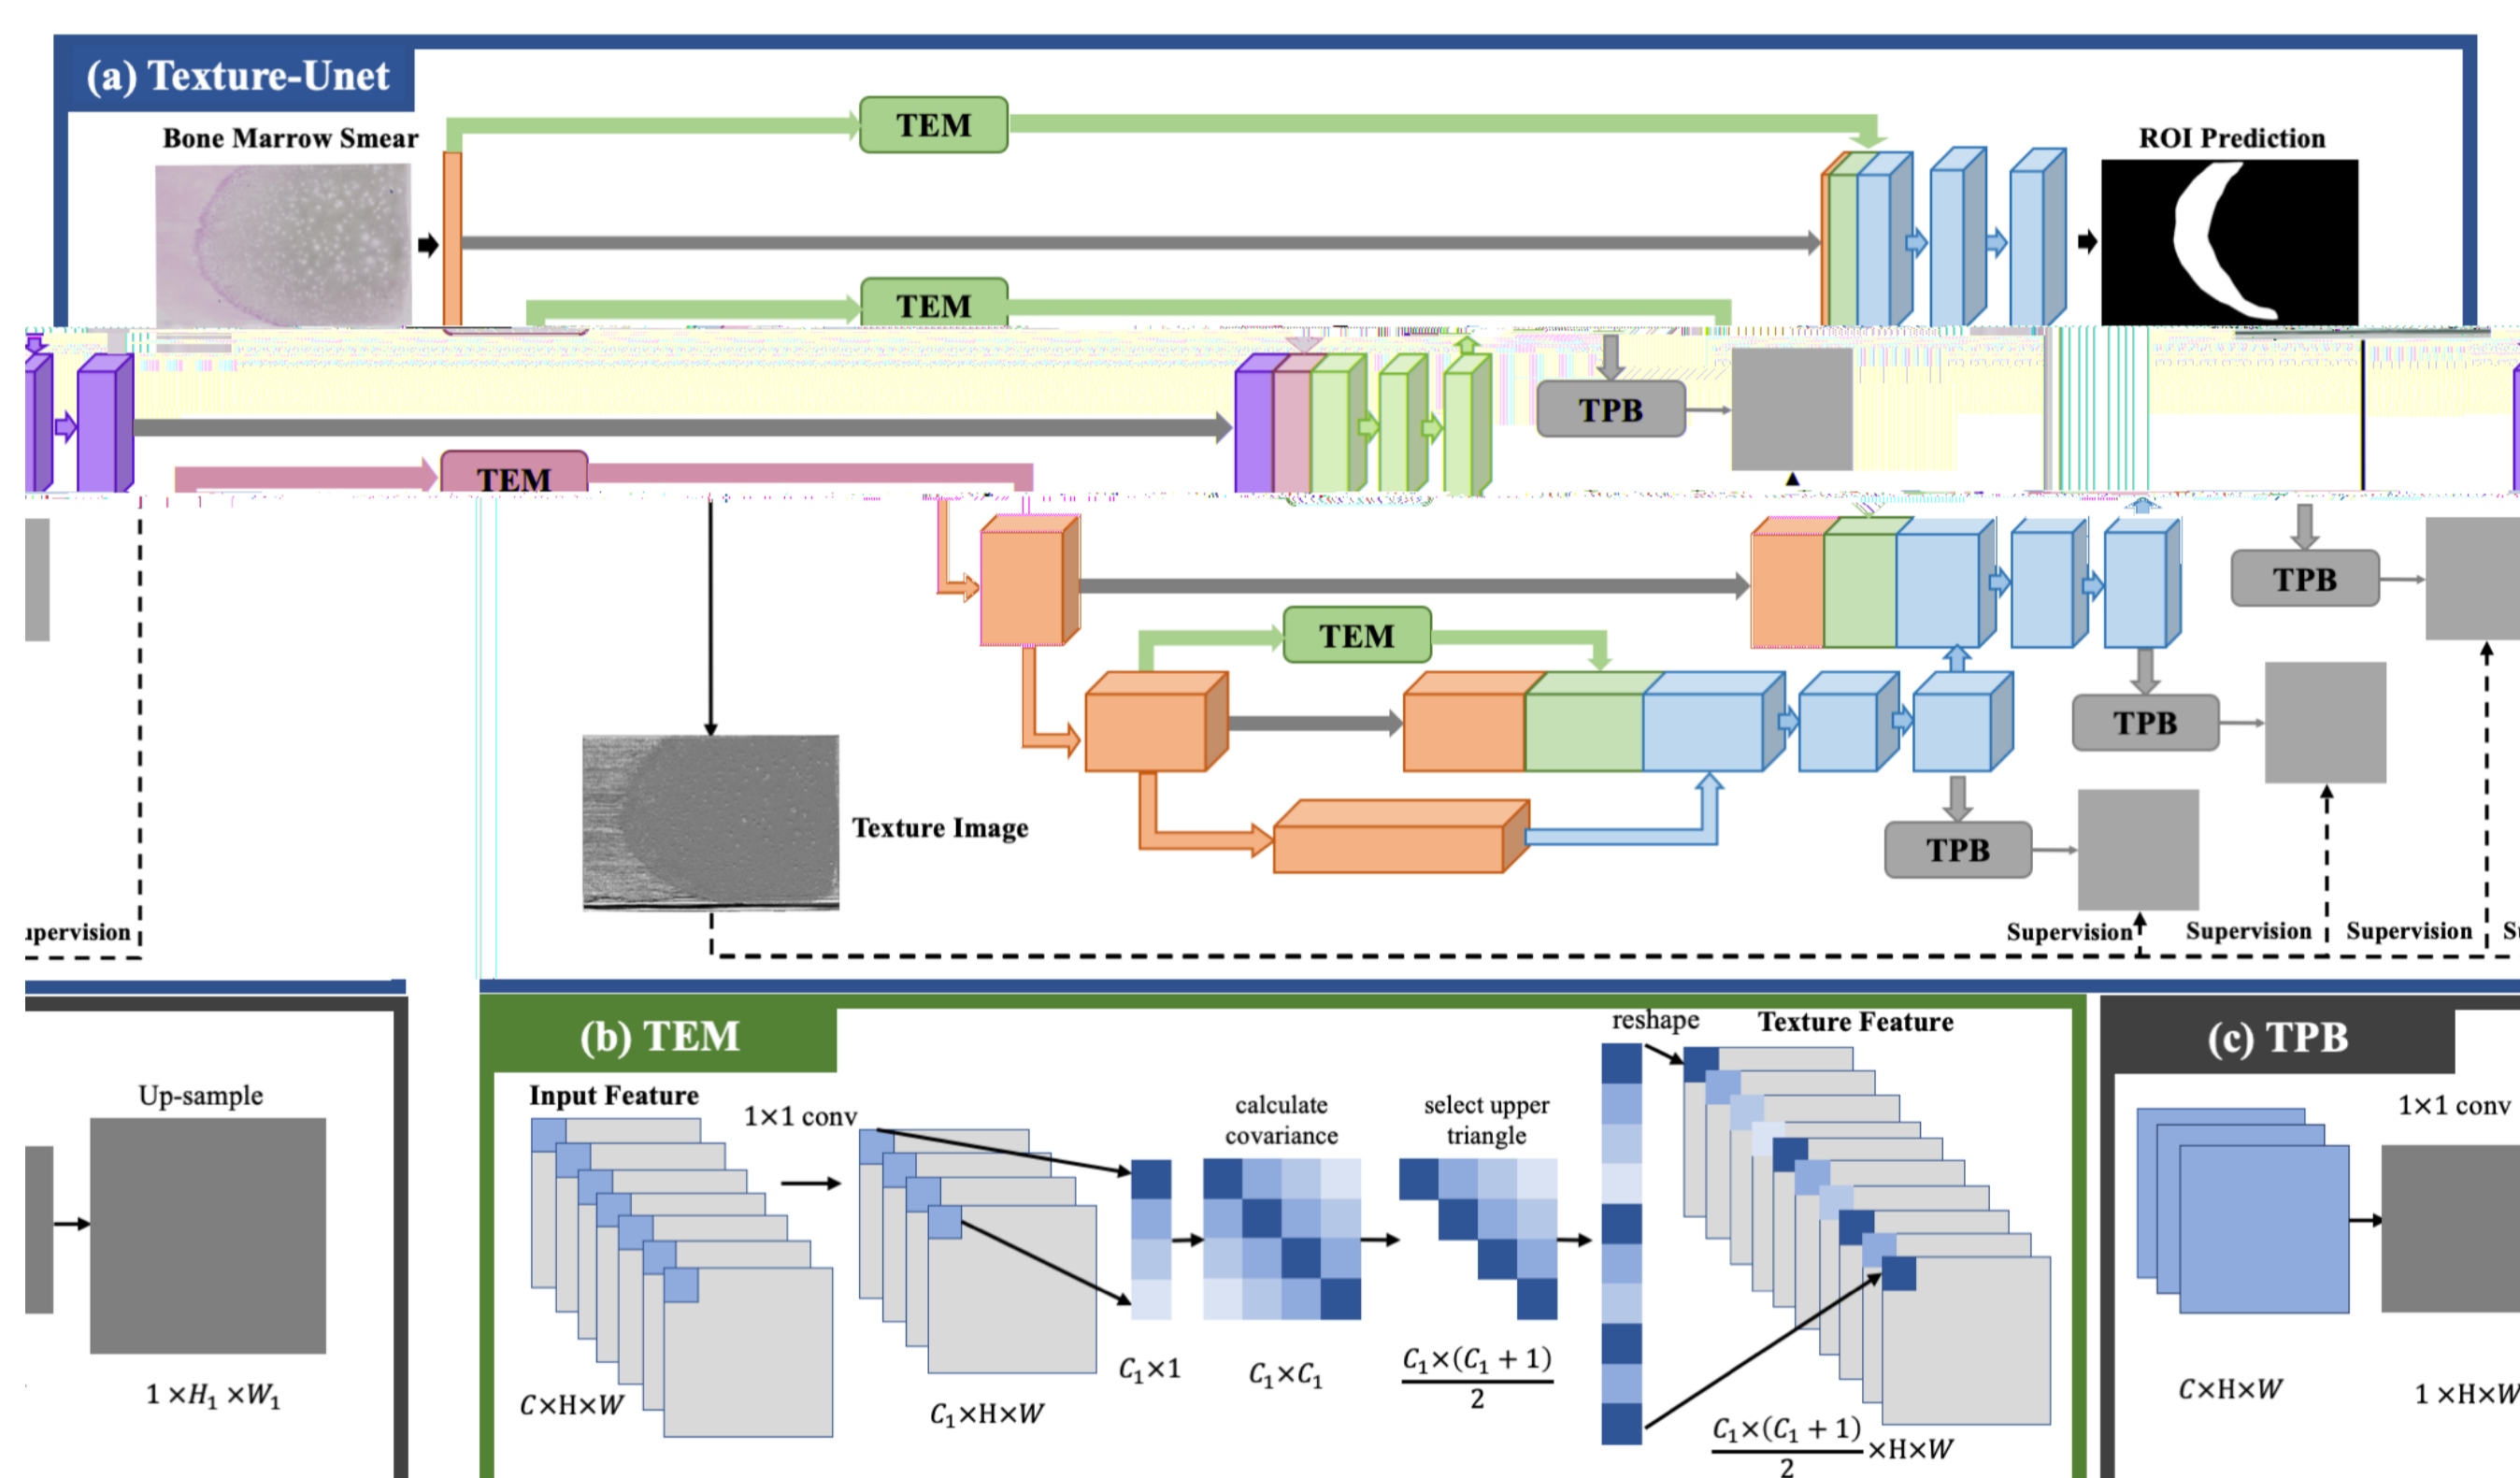 (a) Texture-Unet
Bone Marrow Smear
TEM
ROI Prediction
TEM
TPB
TEM
TPB
TEM
TPB
Texture Image
TPB
upervision
Supervision
Supervision
Supervision
(b) TEM
reshape
Texture Feature
(c) TPB
Up-sample
Input Feature
1×1 conv
calculate
covariance
select upper
triangle
1×1 conv
1 ×H₁ ×W₁
C×H×W
C₁×H×W
C₁×1
C₁×C₁
C₁×(C₁ + 1)
2
C₁×(C₁ + 1)
2
×H×W
C×H×W
1 ×H×W